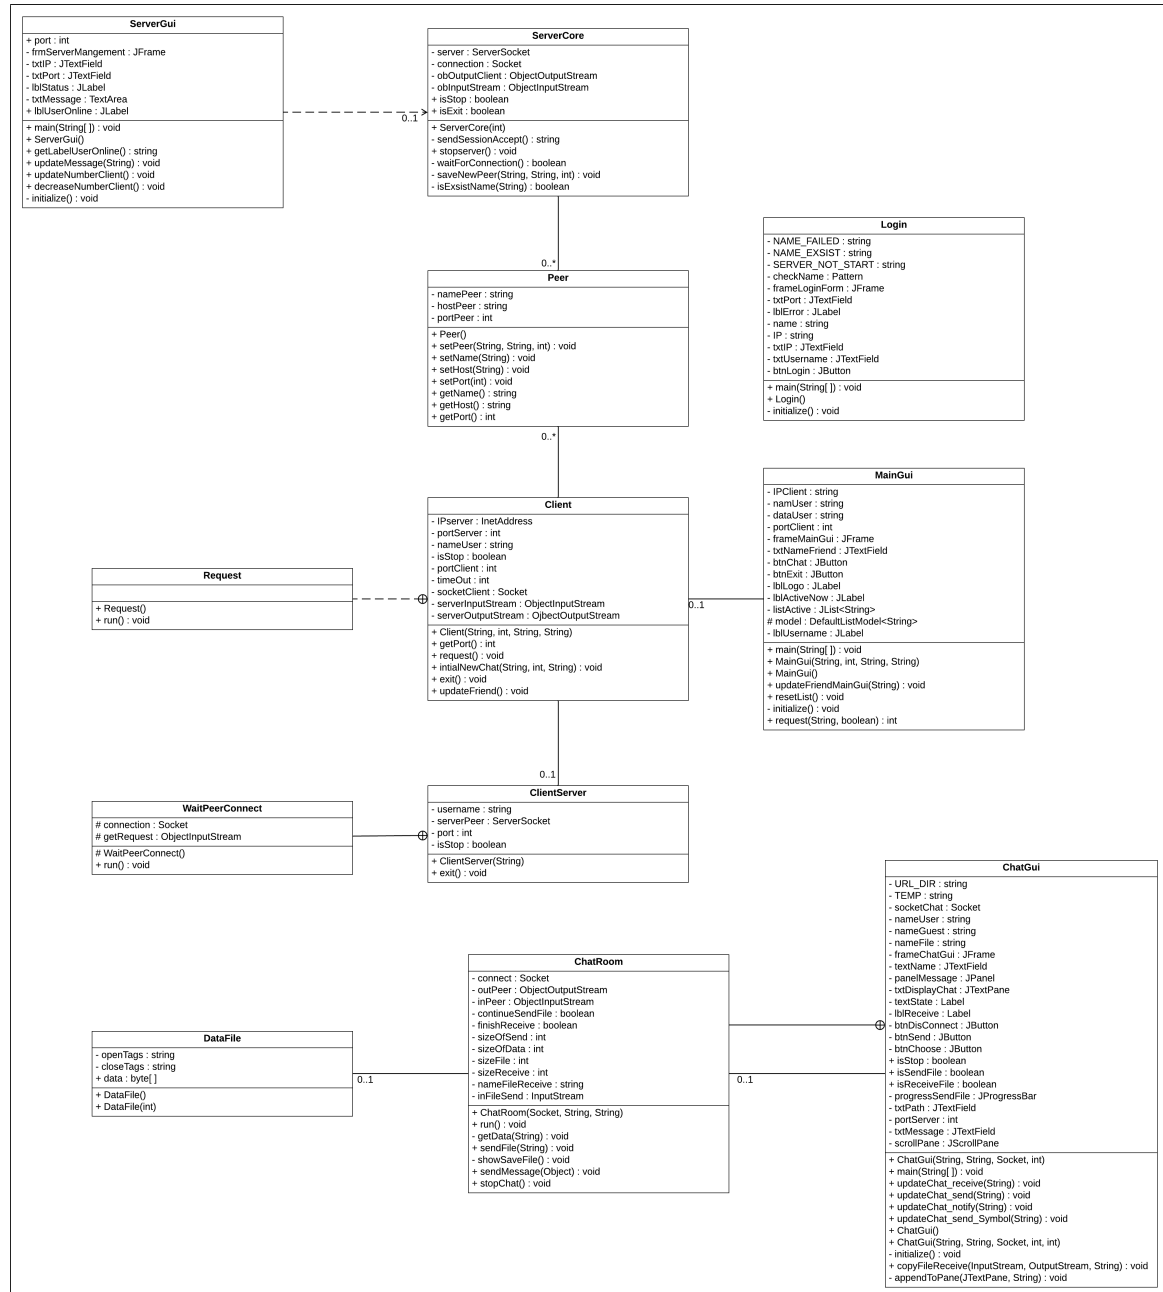 ServerGui
+ port : int
- frmServerMangement : JFrame
- txtIP : JTextField
- txtPort : JTextField
- lblStatus : JLabel
- txtMessage : TextArea
+ lblUserOnline : JLabel
+ main(String[ ]) : void
+ ServerGui()
+ getLabelUserOnline() : string
+ updateMessage(String) : void
+ updateNumberClient() : void
+ decreaseNumberClient() : void
- initialize() : void
0..1
ServerCore
- server : ServerSocket
- connection : Socket
- obOutputClient : ObjectOutputStream
- obInputStream : ObjectInputStream
+ isStop : boolean
+ isExit : boolean
+ ServerCore(int)
- sendSessionAccept() : string
+ stopserver() : void
- waitForConnection() : boolean
- saveNewPeer(String, String, int) : void
- isExsistName(String) : boolean
0..*
Peer
- namePeer : string
- hostPeer : string
- portPeer : int
+ Peer()
+ setPeer(String, String, int) : void
+ setName(String) : void
+ setHost(String) : void
+ setPort(int) : void
+ getName() : string
+ getHost() : string
+ getPort() : int
0..*
Login
- NAME_FAILED : string
- NAME_EXSIST : string
- SERVER_NOT_START : string
- checkName : Pattern
- frameLoginForm : JFrame
- txtPort : JTextField
- lblError : JLabel
- name : string
- IP : string
- txtIP : JTextField
- txtUsername : JTextField
- btnLogin : JButton
+ main(String[ ]) : void
+ Login()
- initialize() : void
Client
- IPserver : InetAddress
- portServer : int
- nameUser : string
- isStop : boolean
- portClient : int
- timeOut : int
- socketClient : Socket
- serverInputStream : ObjectInputStream
- serverOutputStream : OjbectOutputStream
+ Client(String, int, String, String)
+ getPort() : int
+ request() : void
+ intialNewChat(String, int, String) : void
+ exit() : void
+ updateFriend() : void
0..1
MainGui
- IPClient : string
- namUser : string
- dataUser : string
- portClient : int
- frameMainGui : JFrame
- txtNameFriend : JTextField
- btnChat : JButton
- btnExit : JButton
- lblLogo : JLabel
- lblActiveNow : JLabel
- listActive : JList<String>
# model : DefaultListModel<String>
- lblUsername : JLabel
+ main(String[ ]) : void
+ MainGui(String, int, String, String)
+ MainGui()
+ updateFriendMainGui(String) : void
+ resetList() : void
- initialize() : void
+ request(String, boolean) : int
Request
+ Request()
+ run() : void
0..1
ClientServer
- username : string
- serverPeer : ServerSocket
- port : int
- isStop : boolean
+ ClientServer(String)
+ exit() : void
WaitPeerConnect
# connection : Socket
# getRequest : ObjectInputStream
# WaitPeerConnect()
+ run() : void
ChatRoom
- connect : Socket
- outPeer : ObjectOutputStream
- inPeer : ObjectInputStream
- continueSendFile : boolean
- finishReceive : boolean
- sizeOfSend : int
- sizeOfData : int
- sizeFile : int
- sizeReceive : int
- nameFileReceive : string
- inFileSend : InputStream
+ ChatRoom(Socket, String, String)
+ run() : void
- getData(String) : void
+ sendFile(String) : void
- showSaveFile() : void
+ sendMessage(Object) : void
+ stopChat() : void
DataFile
- openTags : string
- closeTags : string
+ data : byte[ ]
+ DataFile()
+ DataFile(int)
0..1
0..1
ChatGui
- URL_DIR : string
- TEMP : string
- socketChat : Socket
- nameUser : string
- nameGuest : string
- nameFile : string
- frameChatGui : JFrame
- textName : JTextField
- panelMessage : JPanel
- txtDisplayChat : JTextPane
- textState : Label
- lblReceive : Label
- btnDisConnect : JButton
- btnSend : JButton
- btnChoose : JButton
+ isStop : boolean
+ isSendFile : boolean
+ isReceiveFile : boolean
- progressSendFile : JProgressBar
- txtPath : JTextField
- portServer : int
- txtMessage : JTextField
- scrollPane : JScrollPane
+ ChatGui(String, String, Socket, int)
+ main(String[ ]) : void
+ updateChat_receive(String) : void
+ updateChat_send(String) : void
+ updateChat_notify(String) : void
+ updateChat_send_Symbol(String) : void
+ ChatGui()
+ ChatGui(String, String, Socket, int, int)
- initialize() : void
+ copyFileReceive(InputStream, OutputStream, String) : void
- appendToPane(JTextPane, String) : void